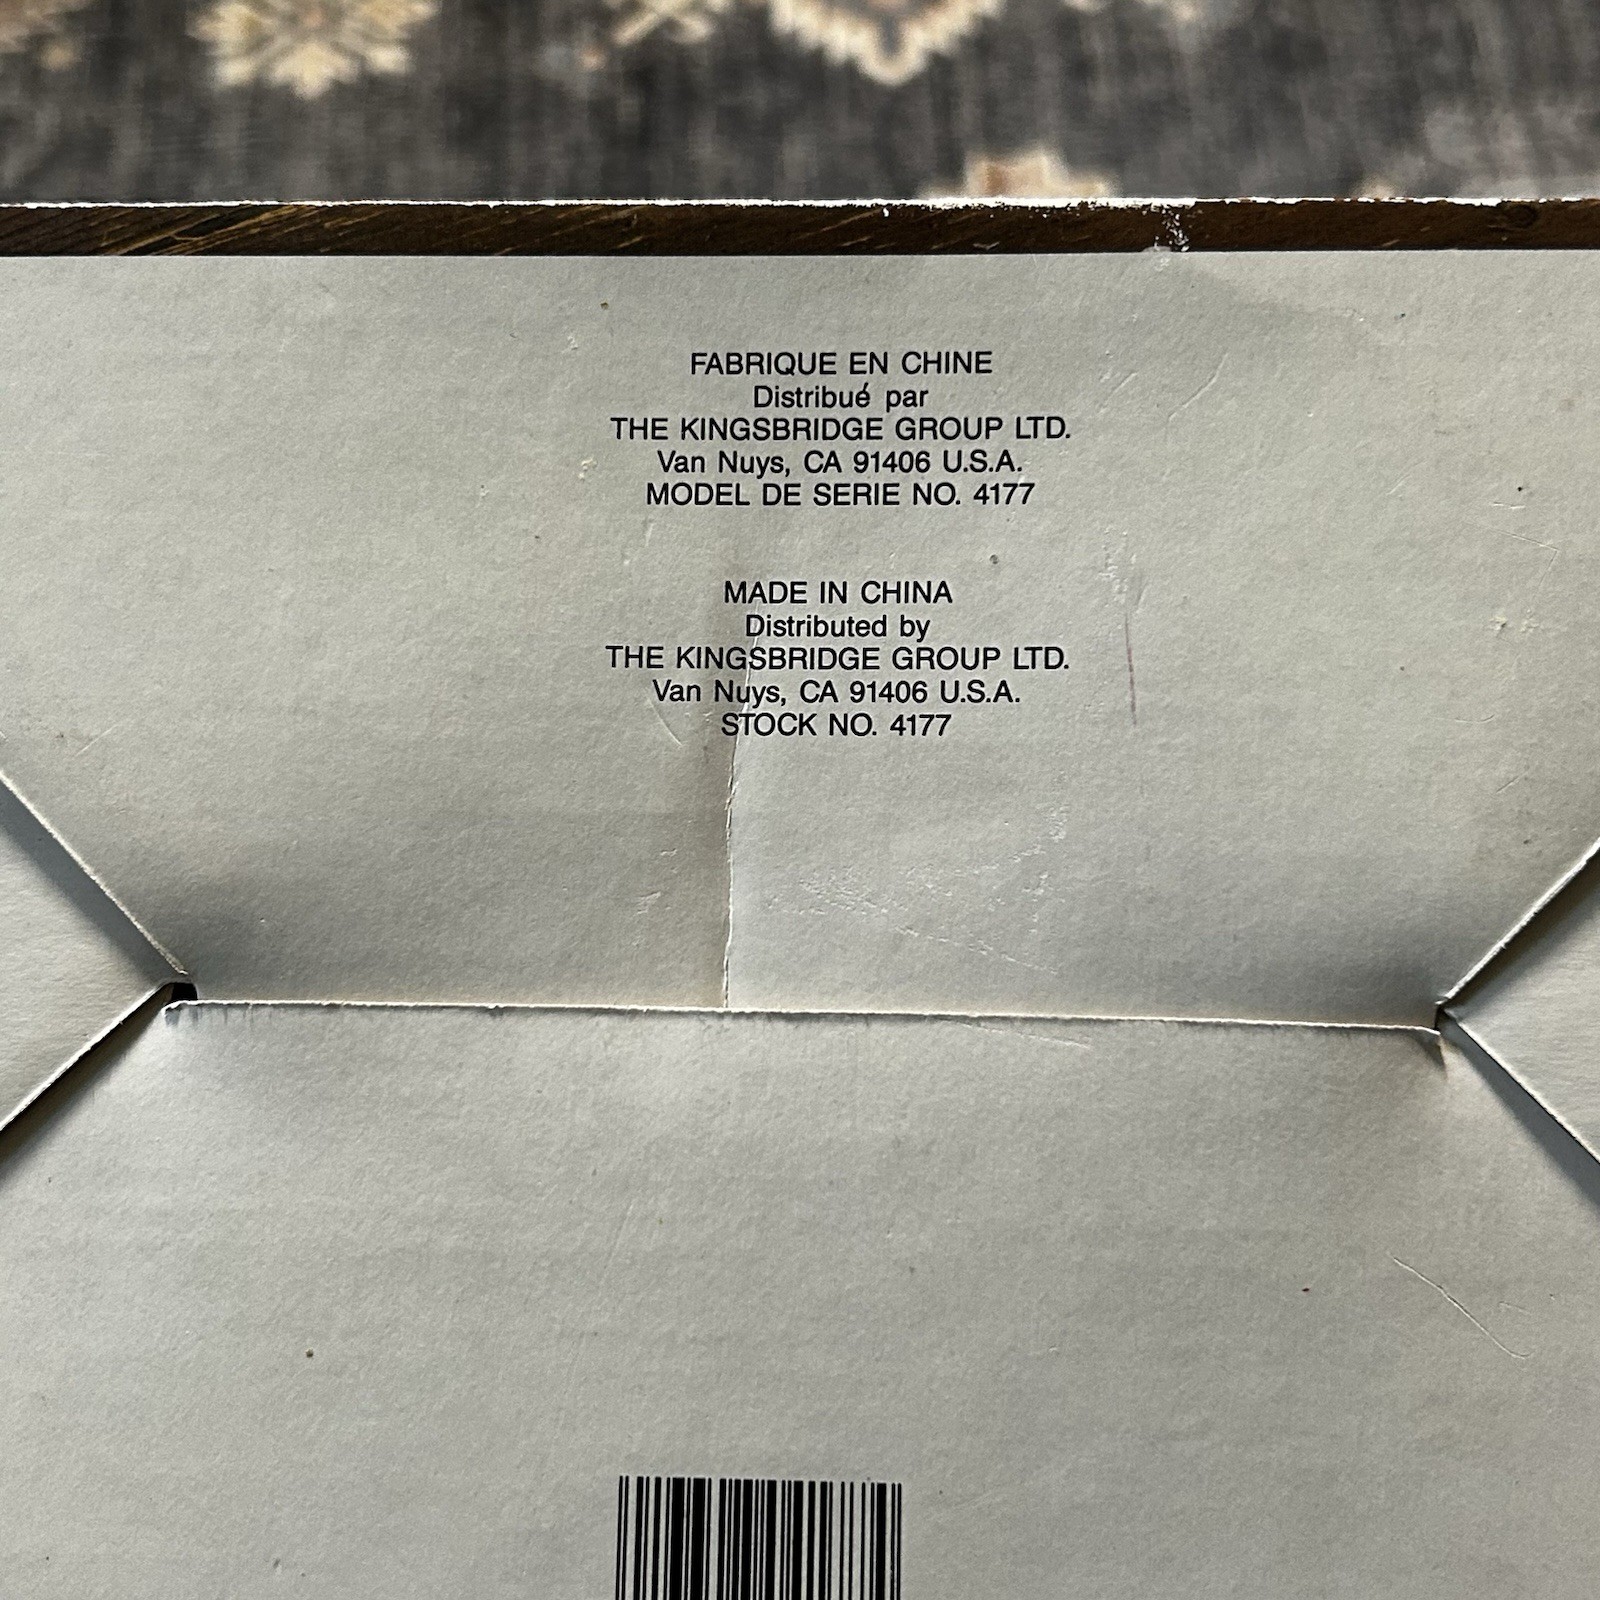 FABRIQUE EN CHINE
Distribué par
THE KINGSBRIDGE GROUP LTD.
Van Nuys, CA 91406 U.S.A.
MODEL DE SERIE NO. 4177
MADE IN CHINA
Distributed by
THE KINGSBRIDGE GROUP LTD.
Van Nuys, CA 91406 U.S.A.
STOCK NO. 4177